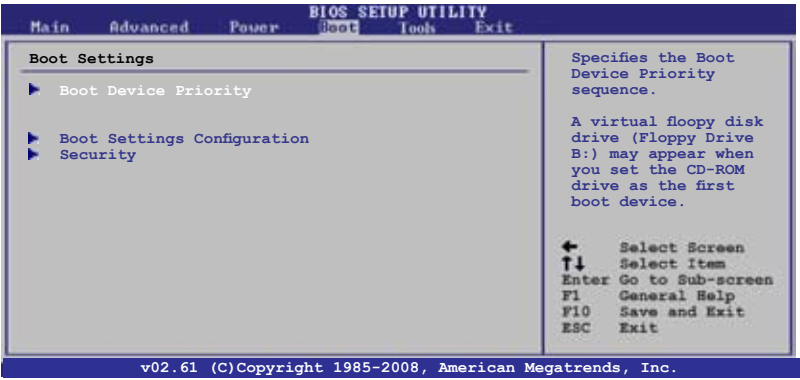 BIOS SETUP UTILITY
Main Advanced Power Boot Tools Exit
Boot Settings
Boot Device Priority
Boot Settings Configuration
Security
Specifies the Boot
Device Priority
sequence.
A virtual floopy disk
drive (Floppy Drive
B:) may appear when
you set the CD-ROM
drive as the first
boot device.
← Select Screen
↑↓ Select Item
Enter Go to Sub-screen
F1 General Help
F10 Save and Exit
ESC Exit
v02.61 (C)Copyright 1985-2008, American Megatrends, Inc.